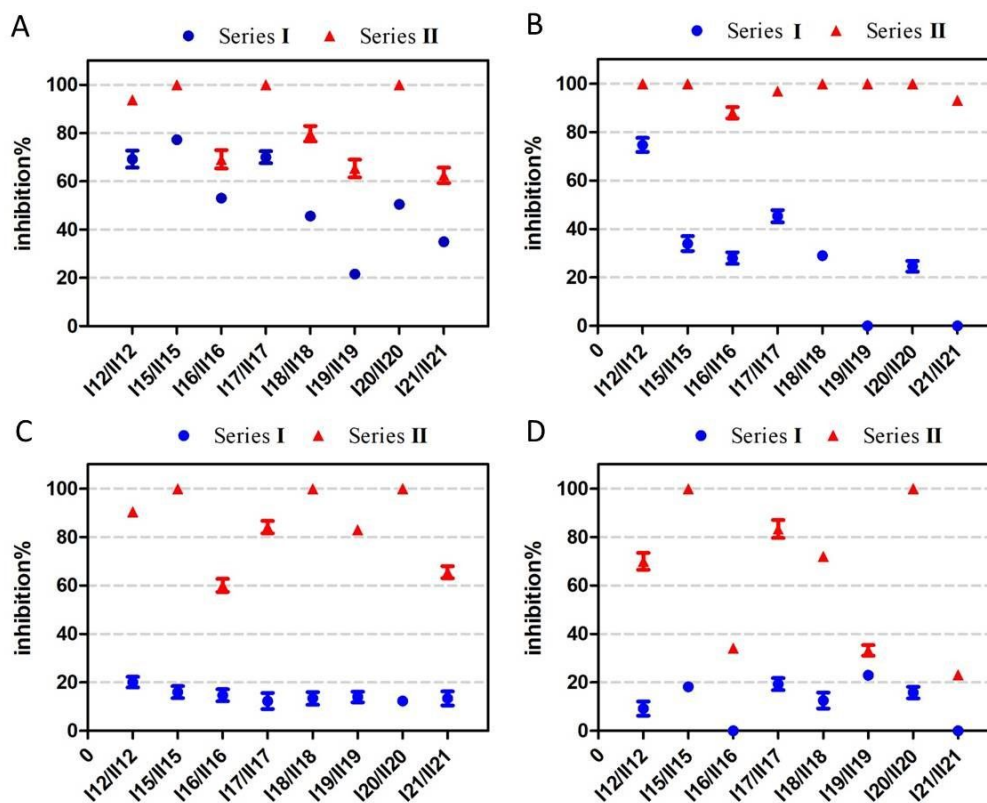 A
Series I Series II
inhibition%
100
80
60
40
20
0
I12/II12 I15/II15 I16/II16 I17/II17 I18/II18 I19/II19 I20/II20 I21/II21
B
Series I Series II
inhibition%
100
80
60
40
20
0
0 I12/II12 I15/II15 I16/II16 I17/II17 I18/II18 I19/II19 I20/II20 I21/II21
C
Series I Series II
inhibition%
100
80
60
40
20
0
0 I12/II12 I15/II15 I16/II16 I17/II17 I18/II18 I19/II19 I20/II20 I21/II21
D
Series I Series II
inhibition%
100
80
60
40
20
0
0 I12/II12 I15/II15 I16/II16 I17/II17 I18/II18 I19/II19 I20/II20 I21/II21